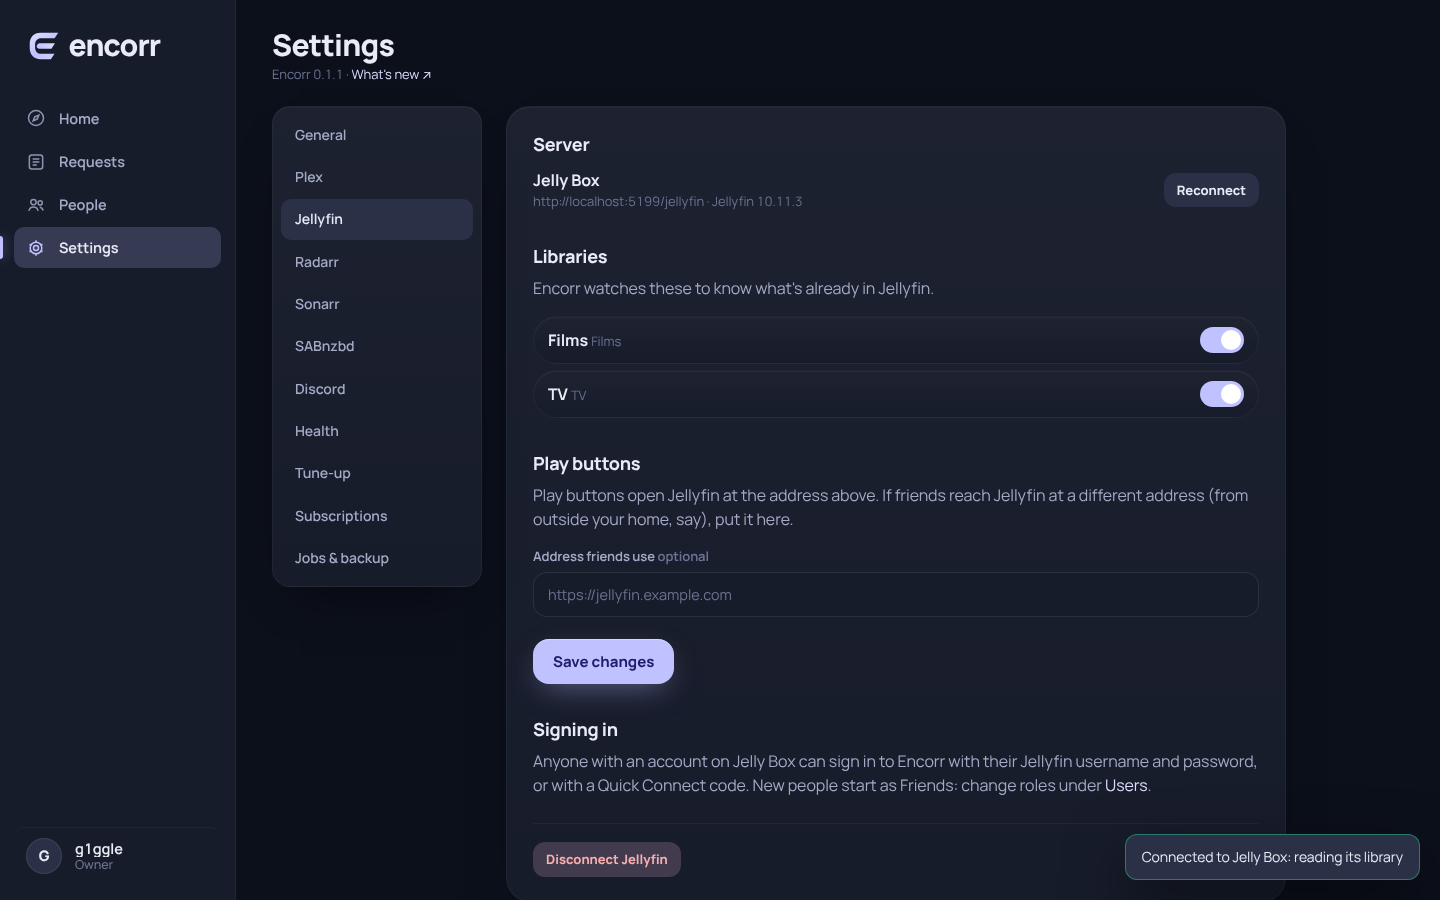 encorr
Home
Requests
People
Settings
G
g1ggle
Owner
Settings
Encorr 0.1.1 · What's new ↗
General
Plex
Jellyfin
Radarr
Sonarr
SABnzbd
Discord
Health
Tune-up
Subscriptions
Jobs & backup
Server
Jelly Box
http://localhost:5199/jellyfin · Jellyfin 10.11.3
Reconnect
Libraries
Encorr watches these to know what's already in Jellyfin.
Films Films
TV TV
Play buttons
Play buttons open Jellyfin at the address above. If friends reach Jellyfin at a different address (from
outside your home, say), put it here.
Address friends use optional
https://jellyfin.example.com
Save changes
Signing in
Anyone with an account on Jelly Box can sign in to Encorr with their Jellyfin username and password,
or with a Quick Connect code. New people start as Friends: change roles under Users.
Disconnect Jellyfin
Connected to Jelly Box: reading its library